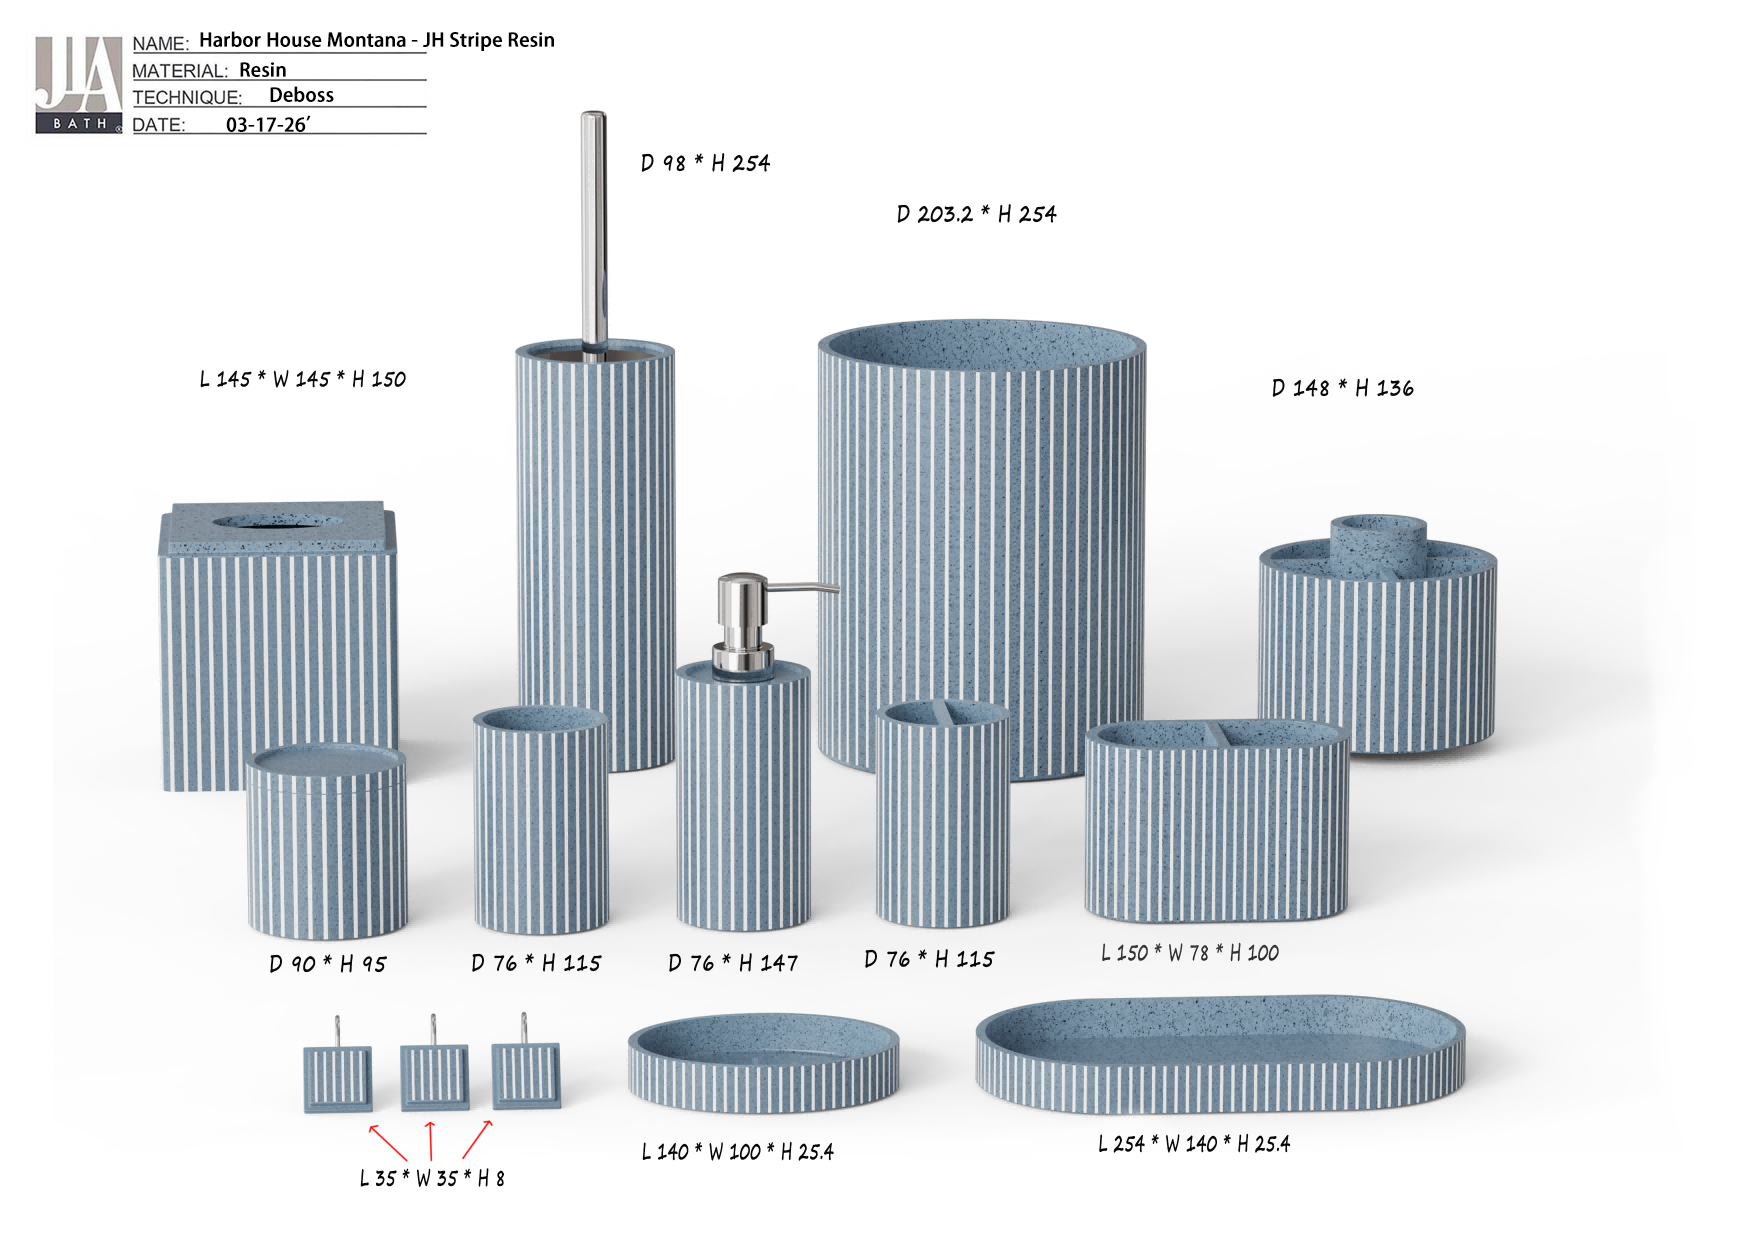 JLA
BATH ®
NAME: Harbor House Montana - JH Stripe Resin
MATERIAL: Resin
TECHNIQUE: Deboss
DATE: 03-17-26′
D 98 * H 254
D 203.2 * H 254
L 145 * W 145 * H 150
D 148 * H 136
D 90 * H 95
D 76 * H 115
D 76 * H 147
D 76 * H 115
L 150 * W 78 * H 100
L 35 * W 35 * H 8
L 140 * W 100 * H 25.4
L 254 * W 140 * H 25.4